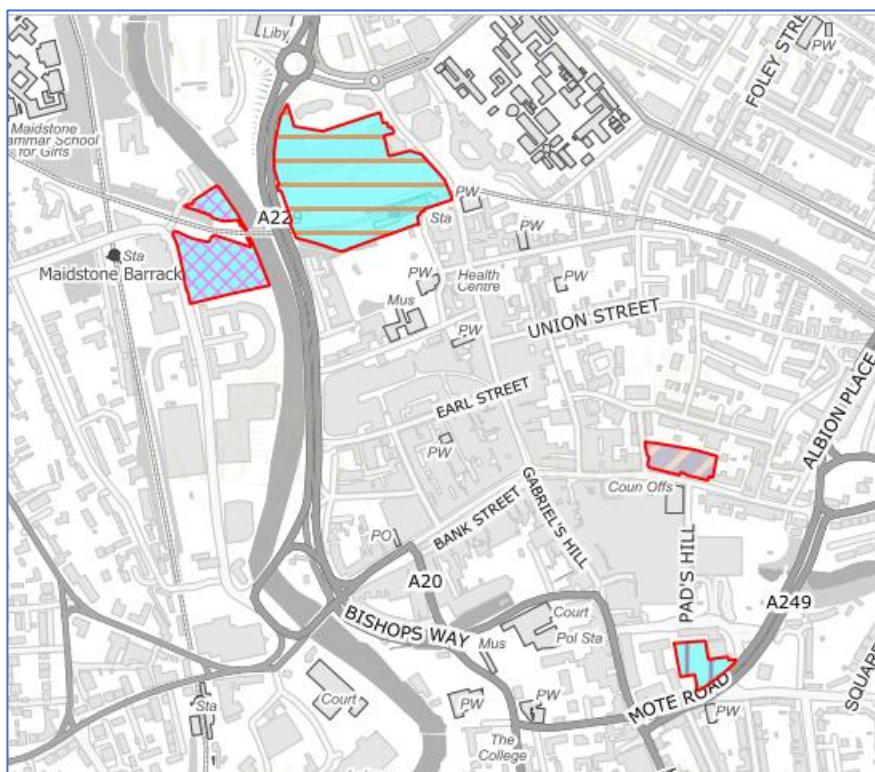 Liby
FOLEY STRE
PW
Maidstone
ammar School
for Girls
A229
PW
Sta
Sta
Maidstone Barrack
PW
Health
Centre
PW
PW
Mus
PW
UNION STREET
EARL STREET
ALBION PLACE
PW
Coun Offs
GABRIEL'S HILL
BANK STREET
PO
PAD'S HILL
A20
A249
BISHOPS WAY
Court
Pol Sta
Mus
SQUARE
MOTE ROAD
Court
PW
PW
PW
Sta
The
College